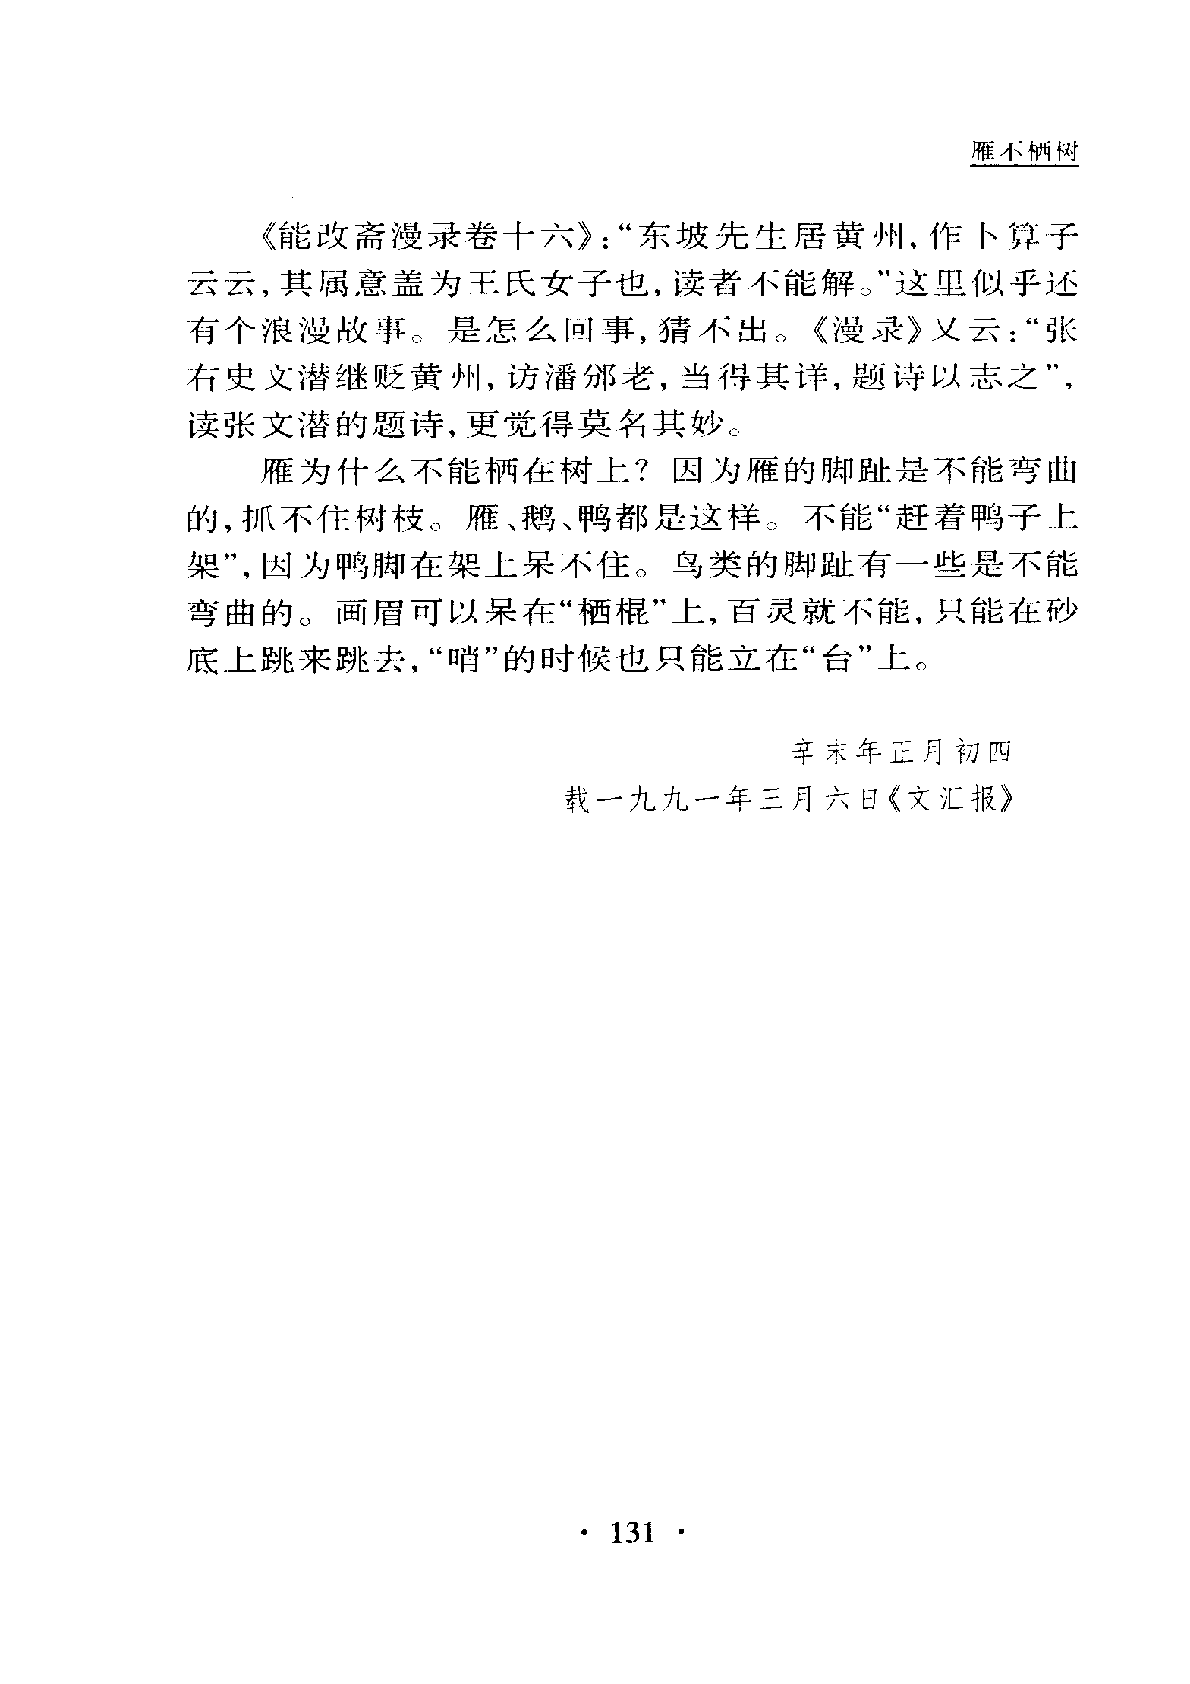 雁不栖树
《能改斋漫录卷十六》：“东坡先生居黄州，作卜算子
云云，其属意盖为王氏女子也，读者不能解。”这里似乎还
有个浪漫故事。是怎么回事，猜不出。《漫录》又云：“张
右史文潜继贬黄州，访潘邠老，当得其详，题诗以志之”，
读张文潜的题诗，更觉得莫名其妙。
雁为什么不能栖在树上？因为雁的脚趾是不能弯曲
的，抓不住树枝。雁、鹅、鸭都是这样。不能“赶着鸭子上
架”，因为鸭脚在架上呆不住。鸟类的脚趾有一些是不能
弯曲的。画眉可以呆在“栖棍”上，百灵就不能，只能在砂
底上跳来跳去，“哨”的时候也只能立在“台”上。
辛未年正月初四
载一九九一年三月六日《文汇报》
· 131 ·